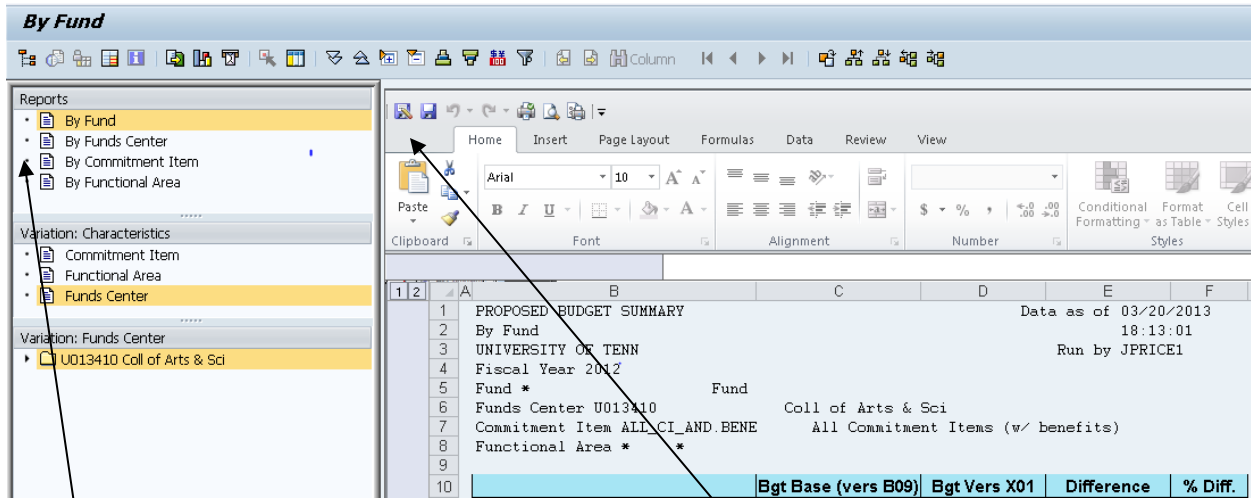 By Fund
Column
Reports
By Fund
By Funds Center
By Commitment Item
By Functional Area
Variation: Characteristics
Commitment Item
Functional Area
Funds Center
Variation: Funds Center
U013410 Coll of Arts & Sci
Home Insert Page Layout Formulas Data Review View
Arial 10 A A
Paste B I U A $ % , .0 .00 .00 .0 Conditional Formatting as Table Format Cell Styles
Clipboard Font Alignment Number Styles
1 2 A B C D E F
1 PROPOSED BUDGET SUMMARY Data as of 03/20/2013
2 By Fund 18:13:01
3 UNIVERSITY OF TENN Run by JPRICE1
4 Fiscal Year 2012
5 Fund * Fund
6 Funds Center U013410 Coll of Arts & Sci
7 Commitment Item ALL_CI_AND.BENE All Commitment Items (w/ benefits)
8 Functional Area * *
9
10 Bgt Base (vers B09) Bgt Vers X01 Difference % Diff.